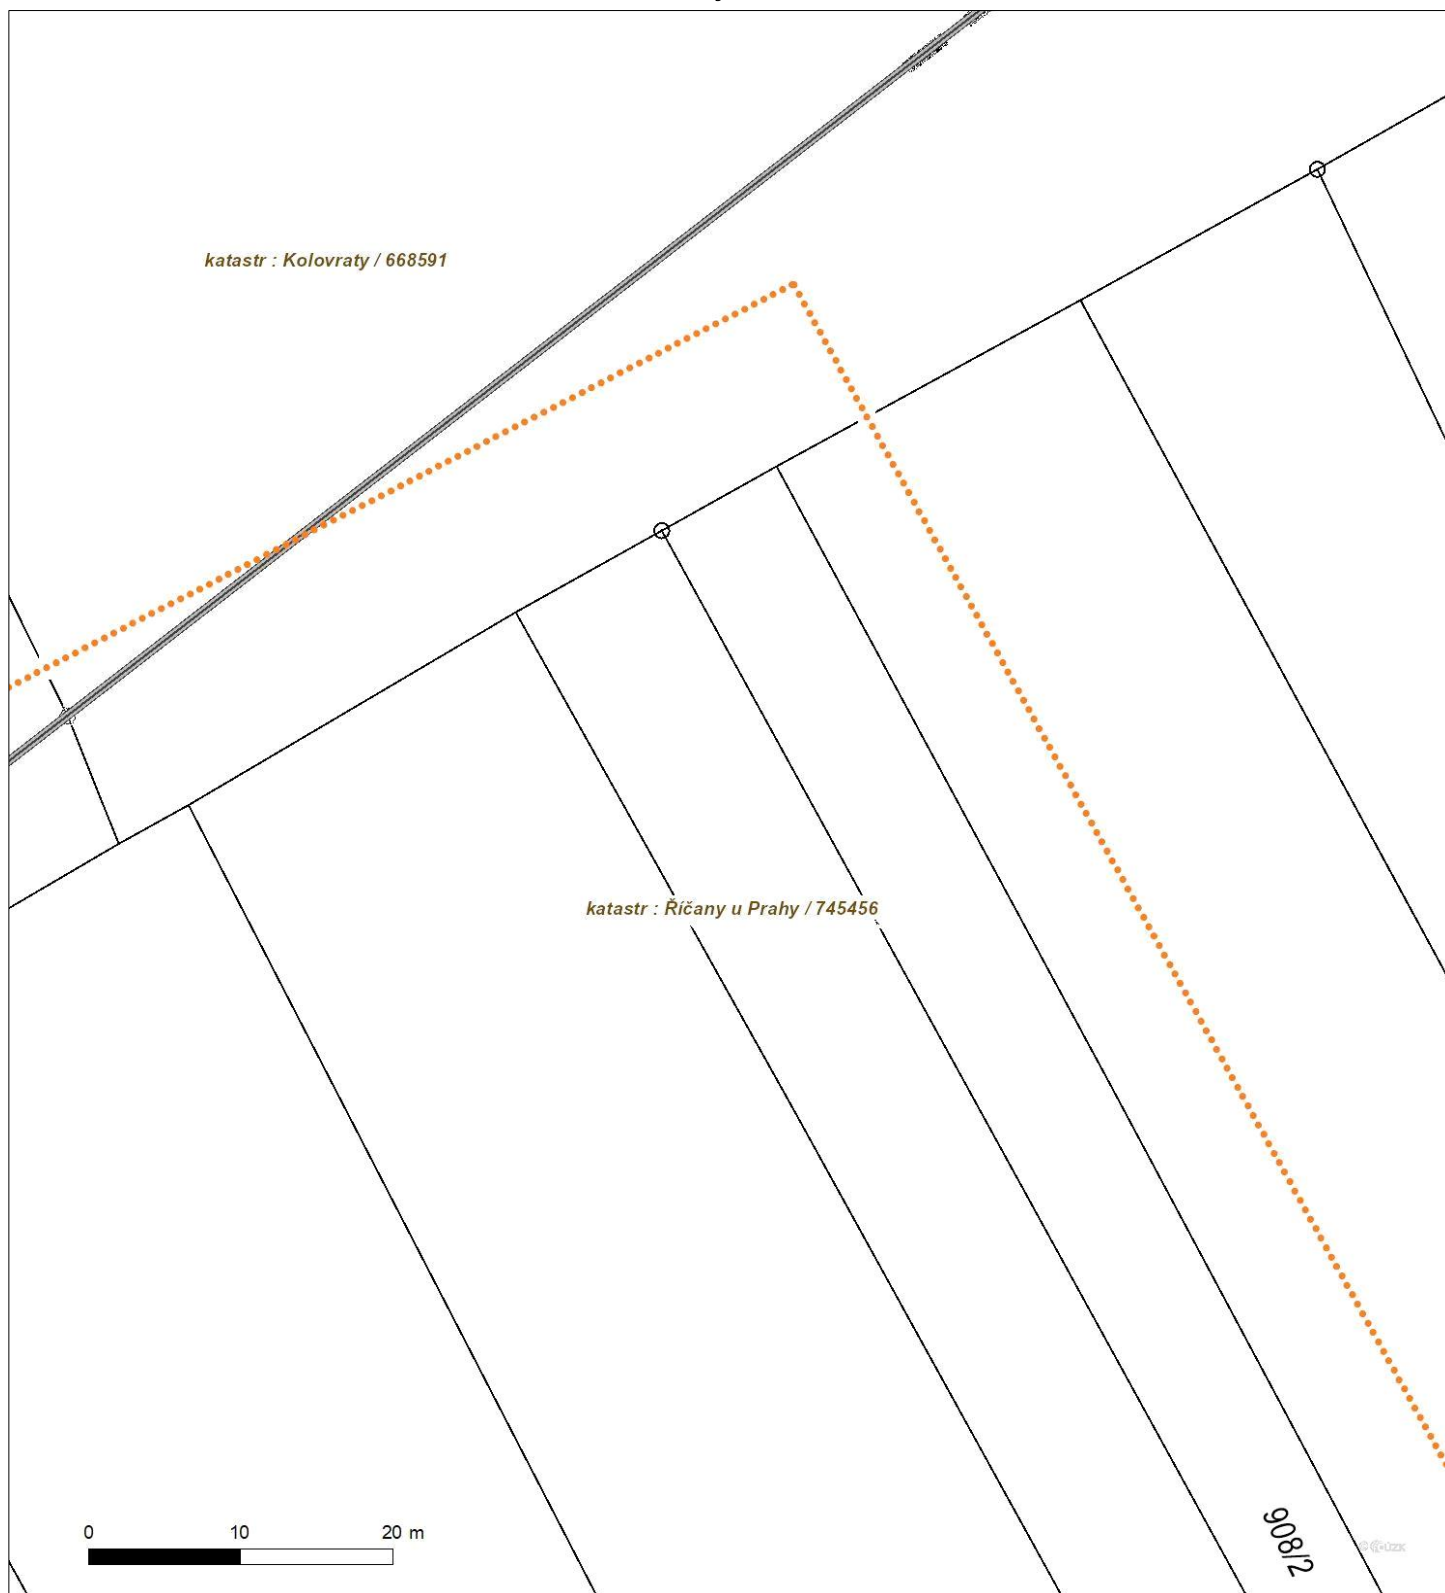 katastr : Kolovraty / 668591
katastr : Říčany u Prahy / 745456
0 10 20 m
908/2